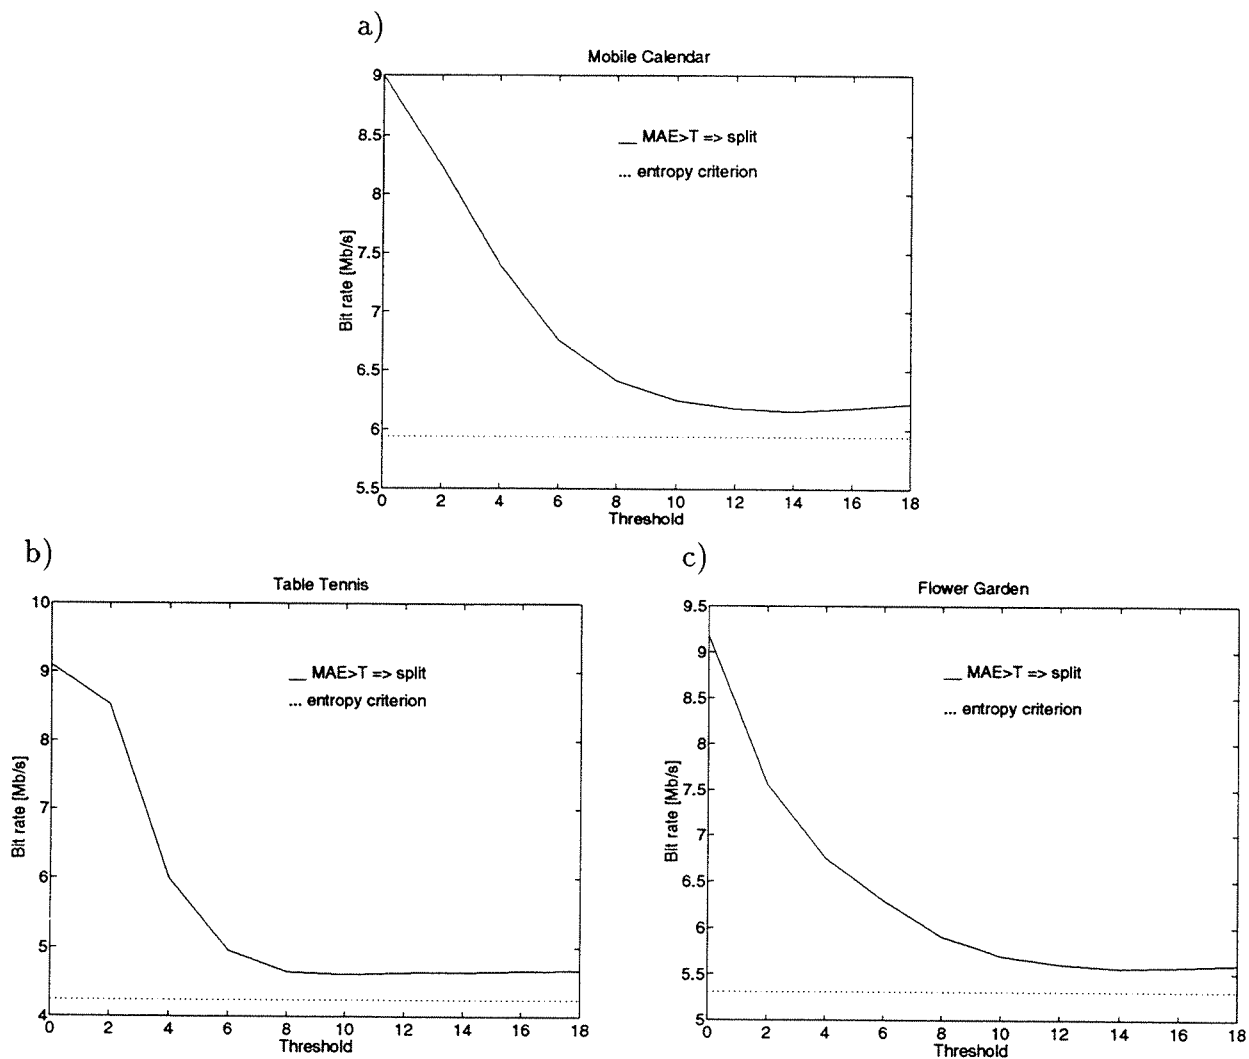 a)
Mobile Calendar
9
8.5
8
7.5
7
6.5
6
5.5
Bit rate [Mb/s]
__ MAE>T => split
... entropy criterion
0 2 4 6 8 10 12 14 16 18
Threshold
b)
Table Tennis
10
9
8
7
6
5
4
Bit rate [Mb/s]
__ MAE>T => split
... entropy criterion
0 2 4 6 8 10 12 14 16 18
Threshold
c)
Flower Garden
9.5
9
8.5
8
7.5
7
6.5
6
5.5
5
Bit rate [Mb/s]
__ MAE>T => split
... entropy criterion
0 2 4 6 8 10 12 14 16 18
Threshold